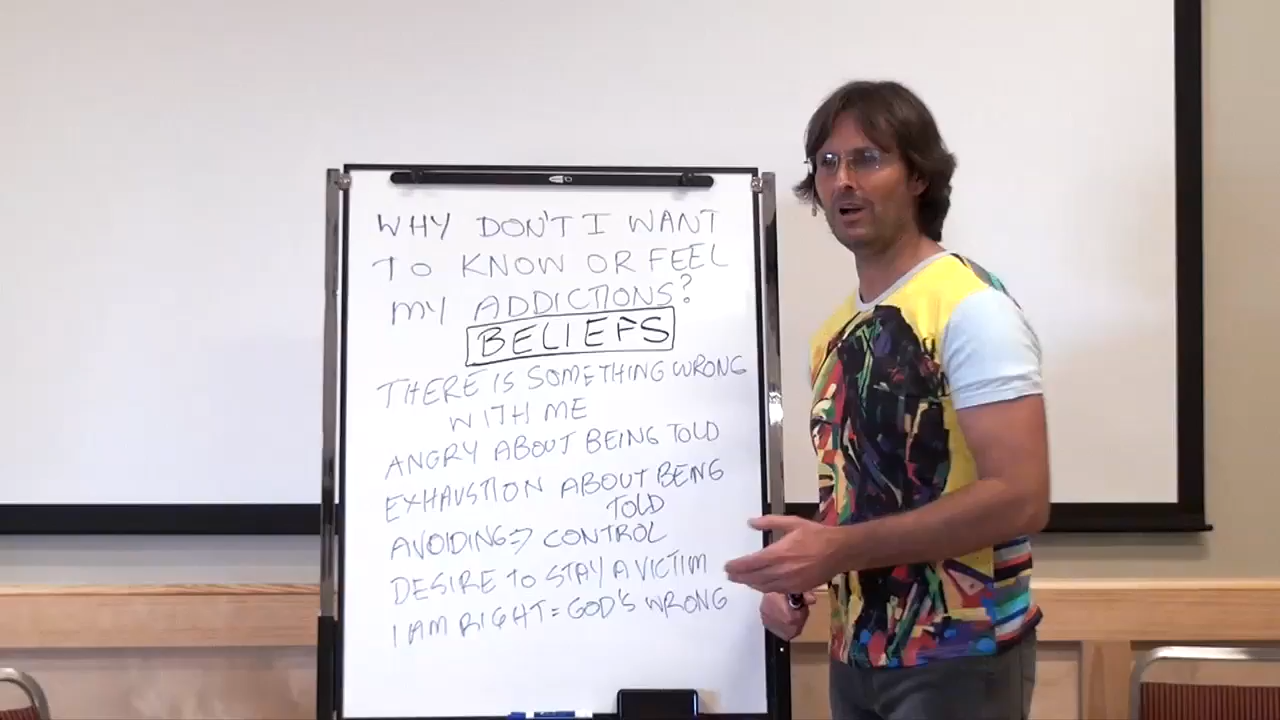 WHY DON'T I WANT
TO KNOW OR FEEL
MY ADDICTIONS?
BELIEFS
THERE IS SOMETHING WRONG
WITH ME
ANGRY ABOUT BEING TOLD
EXHAUSTION ABOUT BEING
TOLD
AVOIDING => CONTROL
DESIRE TO STAY A VICTIM
I AM RIGHT = GOD'S WRONG